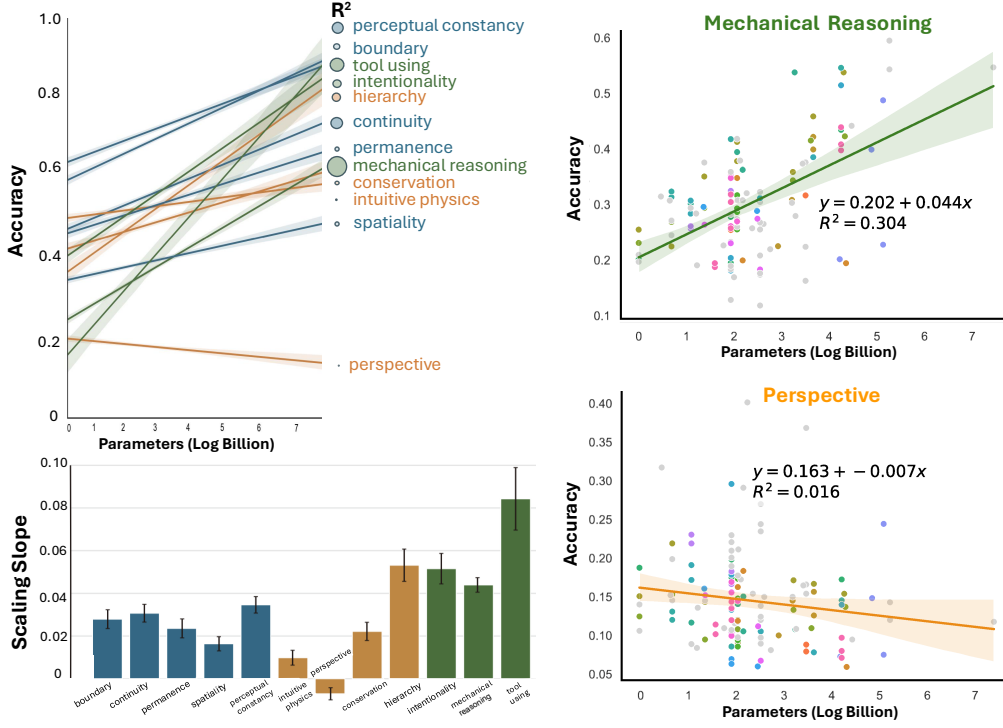 R²
1.0
0.8
0.6
0.4
0.2
0
Accuracy
perceptual constancy
boundary
tool using
intentionality
hierarchy
continuity
permanence
mechanical reasoning
conservation
intuitive physics
spatiality
perspective
0 1 2 3 4 5 6 7
Parameters (Log Billion)
Mechanical Reasoning
0.6
0.5
0.4
0.3
0.2
0.1
Accuracy
y = 0.202 + 0.044x
R² = 0.304
0 1 2 3 4 5 6 7
Parameters (Log Billion)
0.10
0.08
0.06
0.04
0.02
0
Scaling Slope
boundary
continuity
permanence
spatiality
perceptual
constancy
intuitive
physics
perspective
conservation
hierarchy
intentionality
mechanical
reasoning
tool
using
Perspective
0.40
0.35
0.30
0.25
0.20
0.15
0.10
0.05
Accuracy
y = 0.163 + −0.007x
R² = 0.016
0 1 2 3 4 5 6 7
Parameters (Log Billion)